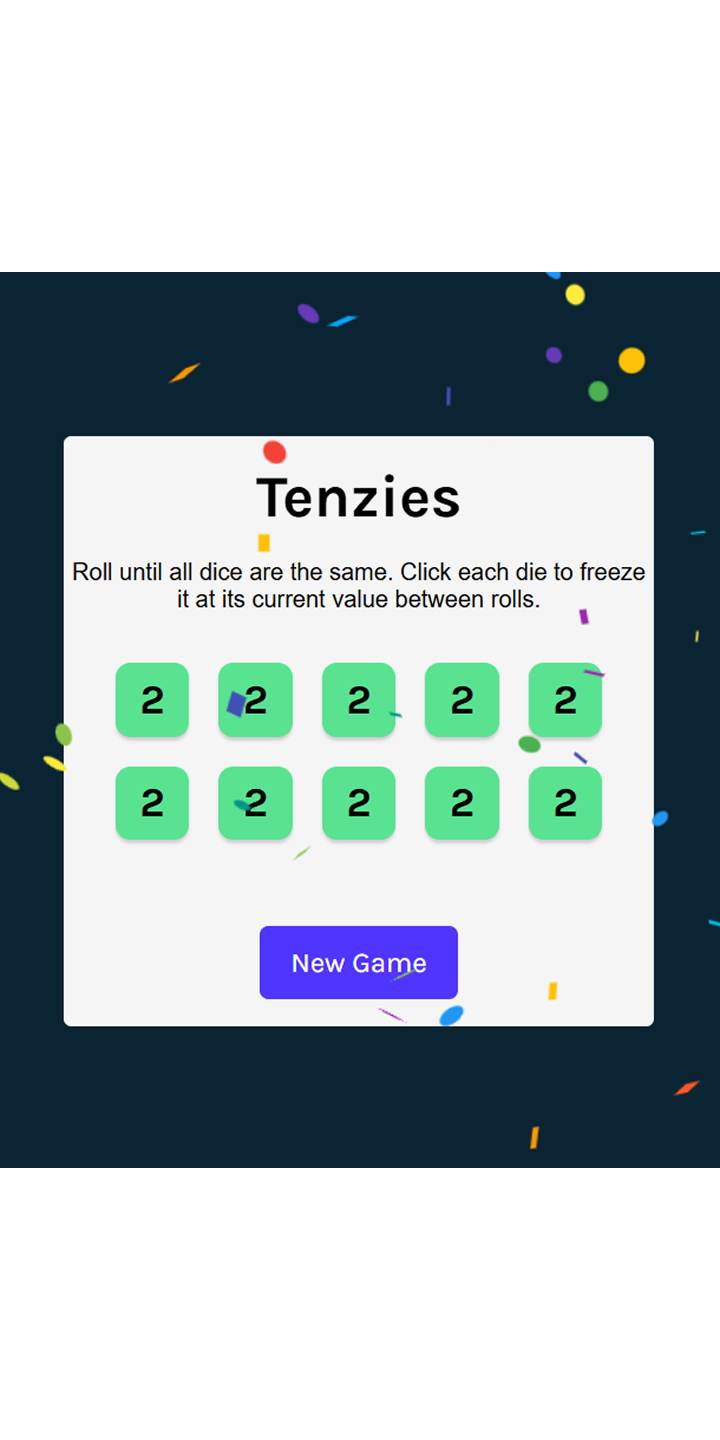 Tenzies
Roll until all dice are the same. Click each die to freeze
it at its current value between rolls.
2 2 2 2 2
2 2 2 2 2
New Game